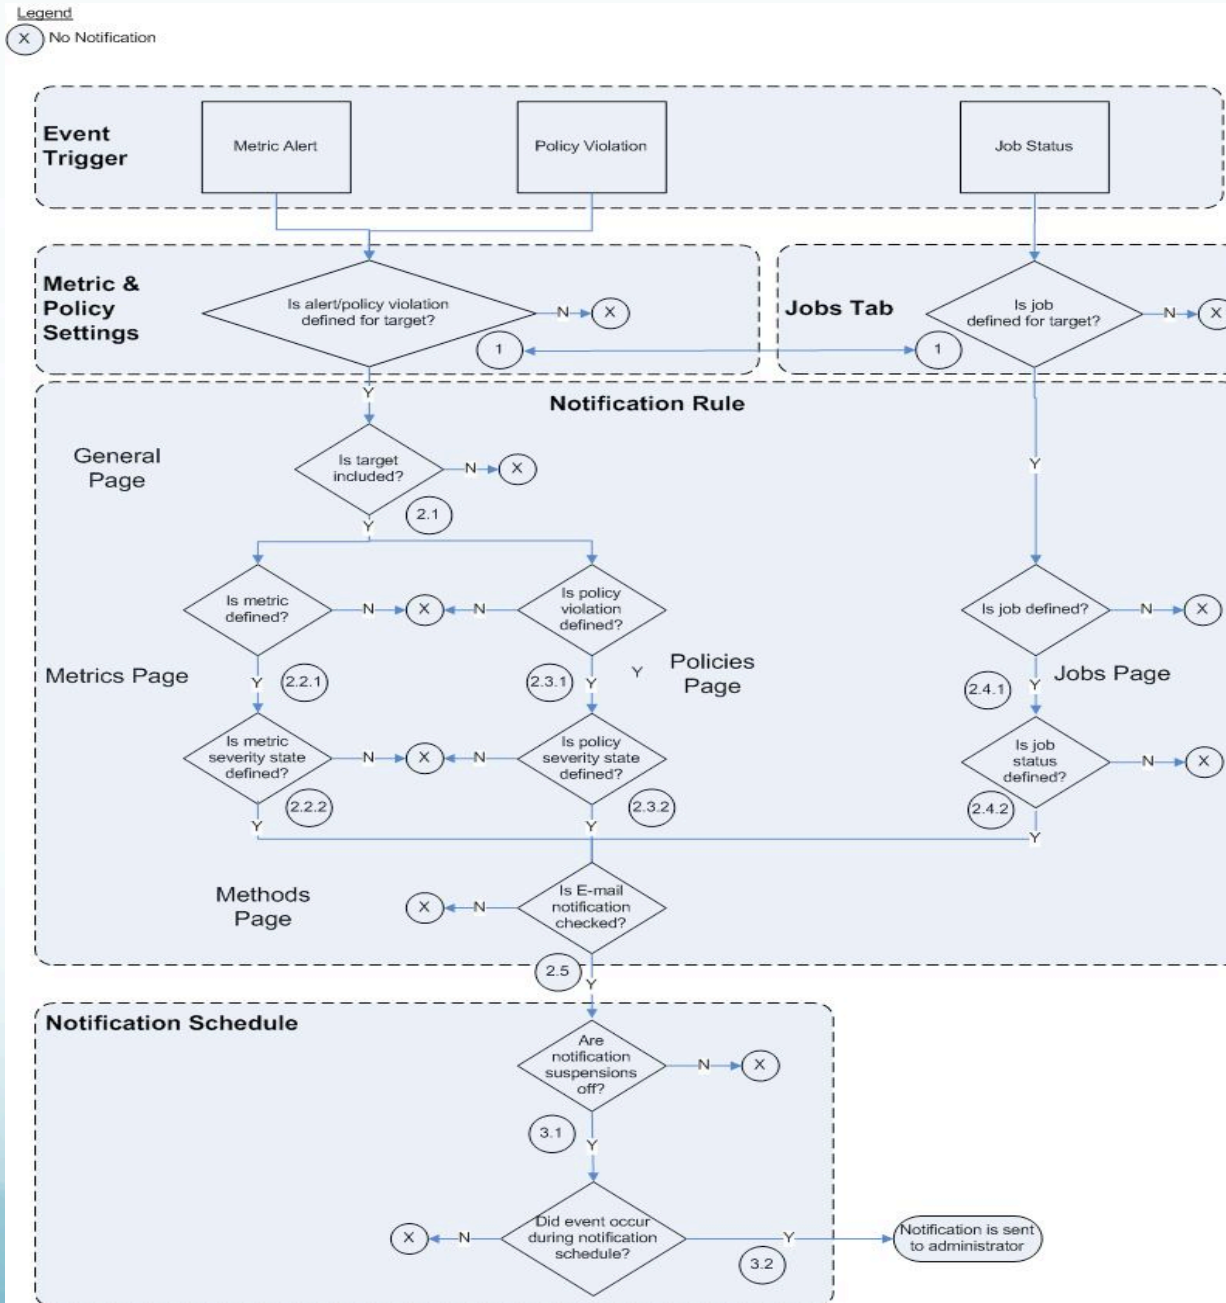 Legend
X No Notification
Event
Trigger
Metric Alert
Policy Violation
Job Status
Metric &
Policy
Settings
Is alert/policy violation
defined for target?
N
X
1
Jobs Tab
Is job
defined for target?
N
X
1
Y
Notification Rule
General
Page
Is target
included?
N
X
2.1
Y
Y
Is metric
defined?
N
X
N
Is policy
violation
defined?
Is job defined?
N
X
Metrics Page
Y
2.2.1
2.3.1
Y
Y
Policies
Page
2.4.1
Y
Jobs Page
Is metric
severity state
defined?
N
X
N
Is policy
severity state
defined?
Is job
status
defined?
N
X
2.2.2
Y
2.3.2
Y
2.4.2
Y
Methods
Page
X
N
Is E-mail
notification
checked?
2.5
Y
Notification Schedule
Are
notification
suspensions
off?
N
X
3.1
Y
X
N
Did event occur
during notification
schedule?
Y
3.2
Notification is sent
to administrator